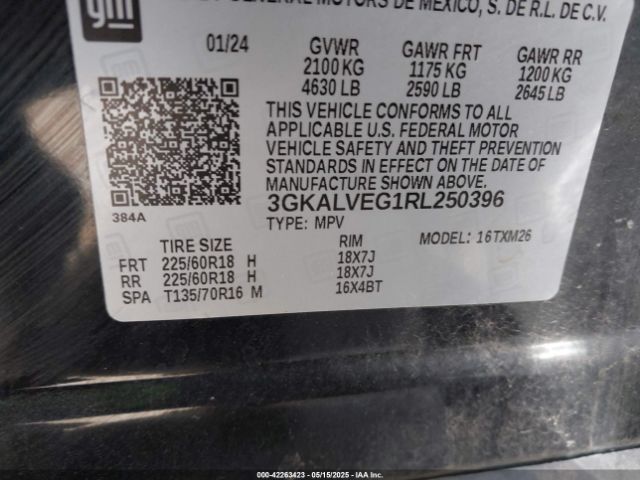 gm
GENERAL MOTORS DE MEXICO, S. DE R.L. DE C.V.
01/24 GVWR GAWR FRT GAWR RR
2100 KG 1175 KG 1200 KG
4630 LB 2590 LB 2645 LB
THIS VEHICLE CONFORMS TO ALL
APPLICABLE U.S. FEDERAL MOTOR
VEHICLE SAFETY AND THEFT PREVENTION
STANDARDS IN EFFECT ON THE DATE OF
MANUFACTURE SHOWN ABOVE.
384A
3GKALVEG1RL250396
TYPE: MPV MODEL: 16TXM26
TIRE SIZE RIM
FRT 225/60R18 H 18X7J
RR 225/60R18 H 18X7J
SPA T135/70R16 M 16X4BT
000-42263423 - 05/15/2025 - IAA Inc.